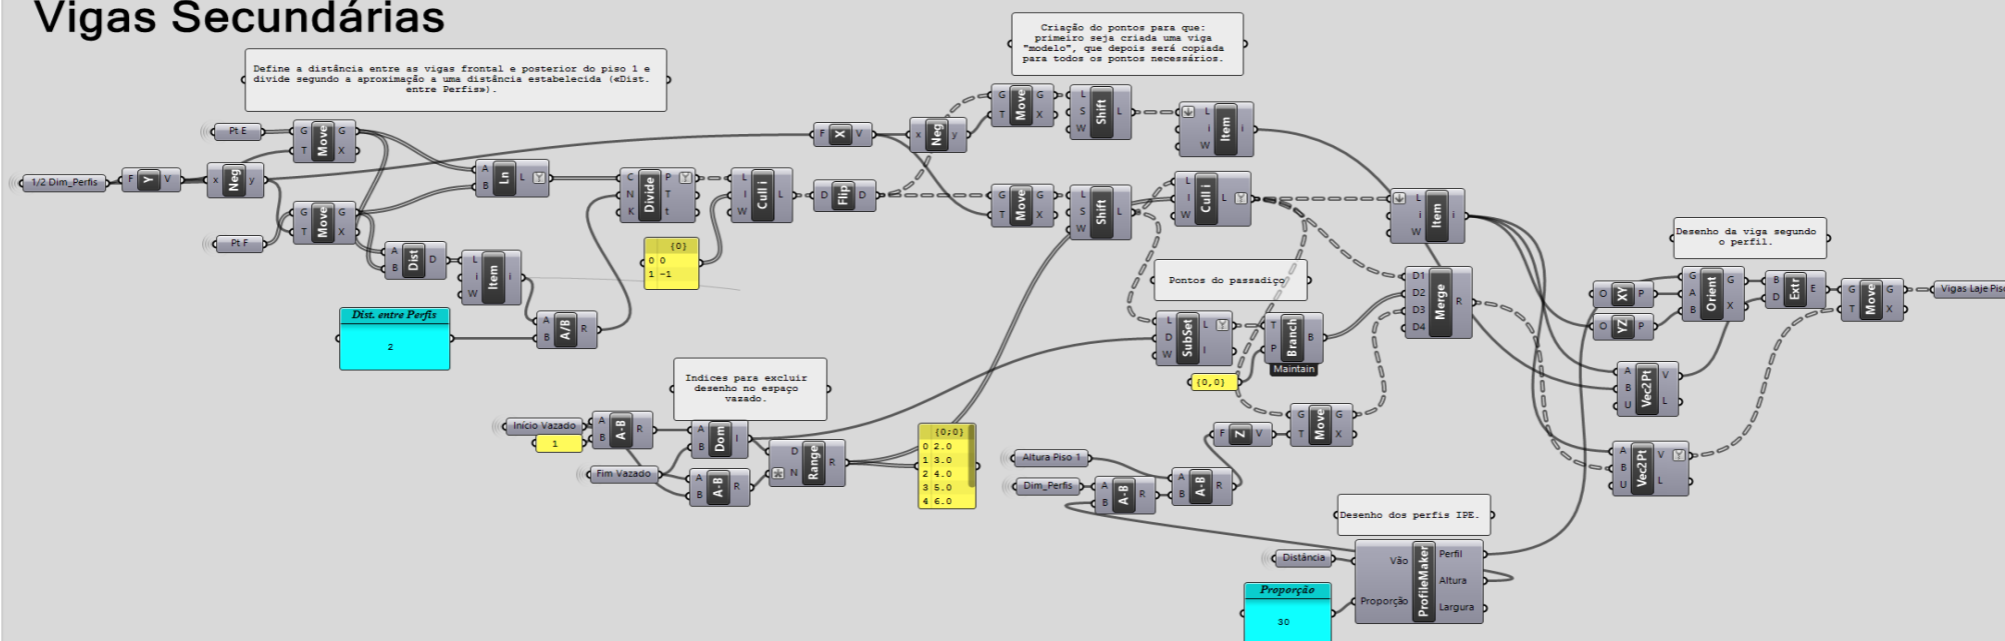 Vigas Secundárias
Define a distância entre as vigas frontal e posterior do piso 1 e
divide segundo a aproximação a uma distância estabelecida («Dist.
entre Perfis»).
Criação do pontos para que:
primeiro seja criada uma viga
"modelo", que depois será copiada
para todos os pontos necessários.
Pt E
G
T
Move
G
X
1/2 Dim_Perfis
F
Y
V
x
Neg
y
Pt F
G
T
Move
G
X
A
B
Ln
L
A
B
Dist
D
L
i
W
Item
i
Dist. entre Perfis
2
A
B
A/B
R
C
N
K
Divide
P
T
t
{0}
0 0
1 -1
L
I
W
Cull i
L
D
Flip
D
F
X
V
x
Neg
y
G
T
Move
G
X
L
S
W
Shift
L
L
i
W
Item
i
G
T
Move
G
X
L
S
W
Shift
L
L
I
W
Cull i
L
L
i
W
Item
i
Pontos do passadiço
L
D
W
SubSet
L
I
T
P
Branch
B
Maintain
{0,0}
D1
D2
D3
D4
Merge
R
G
T
Move
G
X
F
Z
V
Indices para excluir
desenho no espaço
vazado.
Início Vazado
1
A
B
A-B
R
Fim Vazado
A
B
Dom
I
A
B
A-B
R
D
N
Range
R
{0;0}
0 2.0
1 3.0
2 4.0
3 5.0
4 6.0
Altura Piso 1
Dim_Perfis
A
B
A-B
R
A
B
A-B
R
Desenho da viga segundo
o perfil.
O
XY
P
O
YZ
P
G
A
B
Orient
G
X
B
D
Extr
E
G
T
Move
G
X
Vigas Laje Piso
A
B
U
Vec2Pt
V
L
A
B
U
Vec2Pt
V
L
Desenho dos perfis IPE.
Distância
Proporção
30
Vão
Proporção
ProfileMaker
Perfil
Altura
Largura